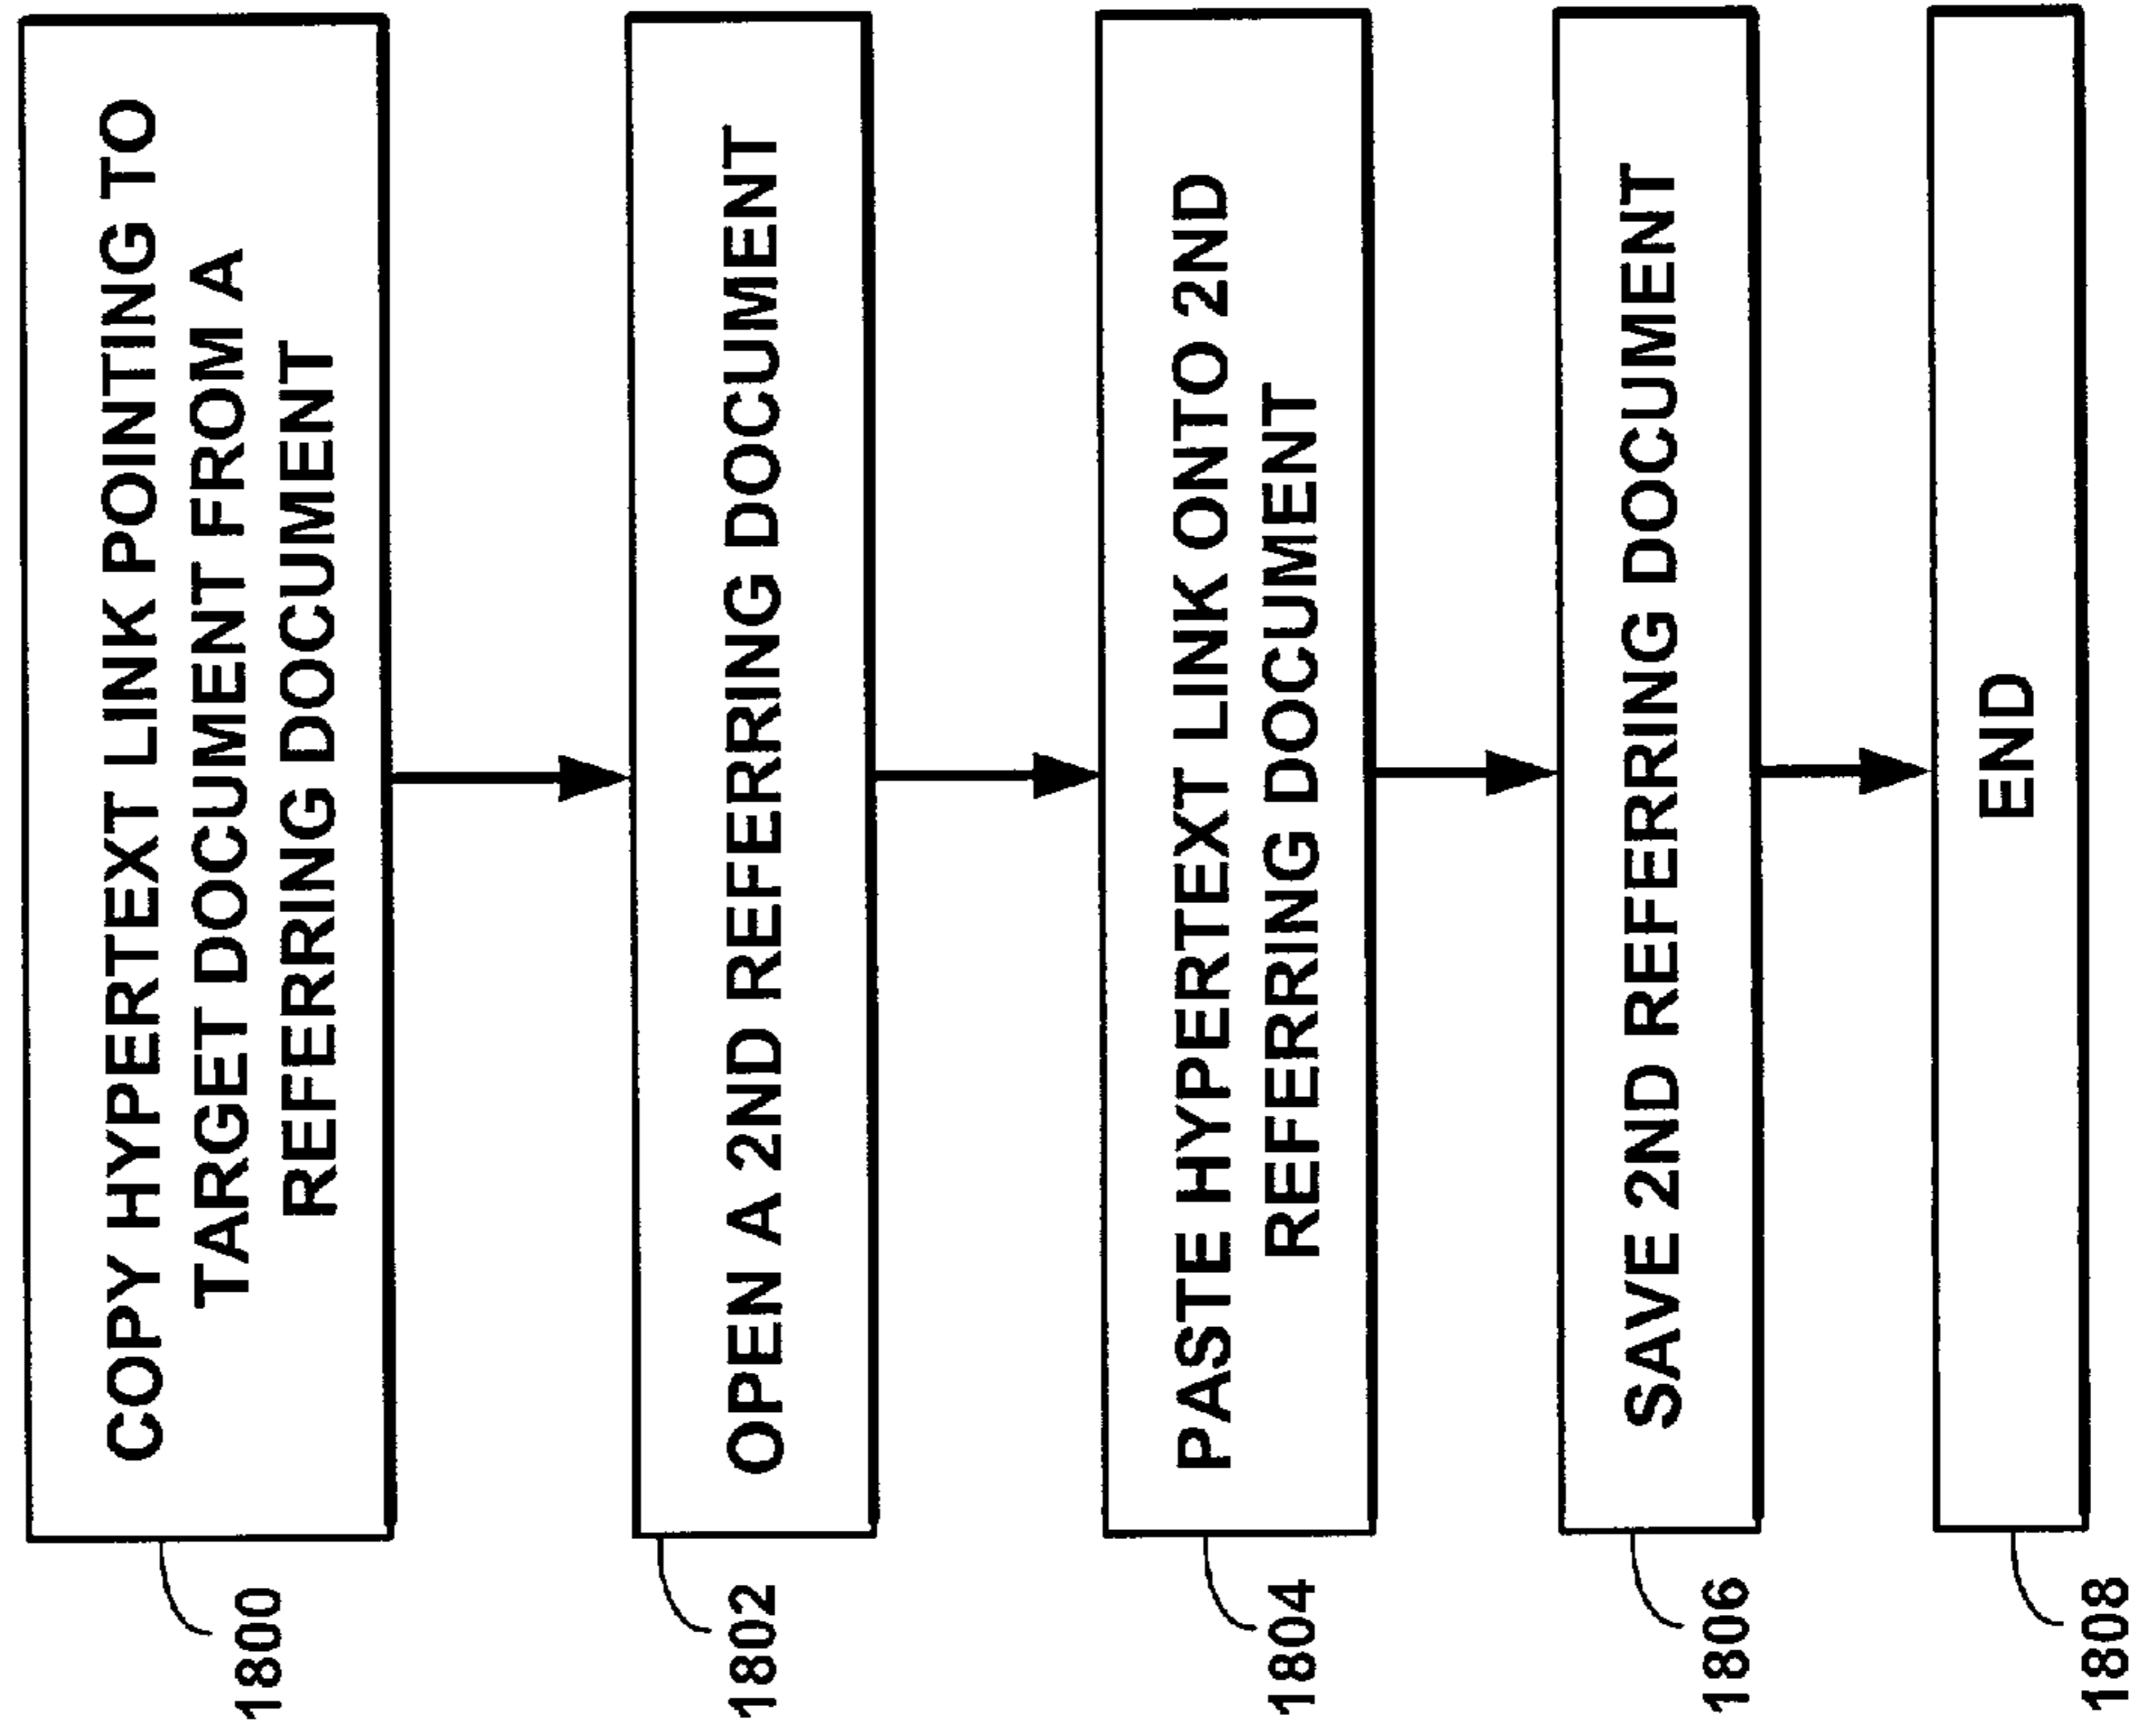 COPY HYPERTEXT LINK POINTING TO
TARGET DOCUMENT FROM A
REFERRING DOCUMENT
1800
OPEN A 2ND REFERRING DOCUMENT
1802
PASTE HYPERTEXT LINK ONTO 2ND
REFERRING DOCUMENT
1804
SAVE 2ND REFERRING DOCUMENT
1806
END
1808